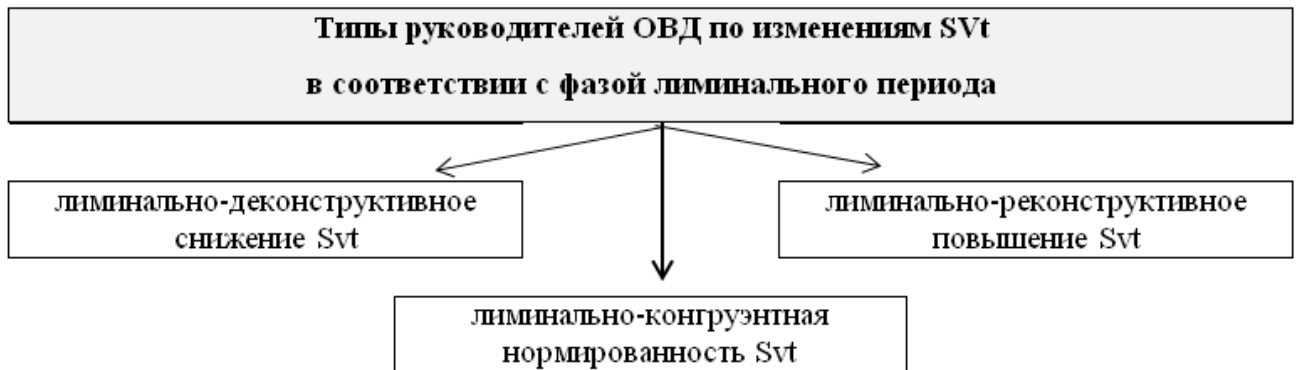 Типы руководителей ОВД по изменениям SVt
в соответствии с фазой лиминального периода
лиминально-деконструктивное
снижение Svt
лиминально-реконструктивное
повышение Svt
лиминально-конгруэнтная
нормированность Svt